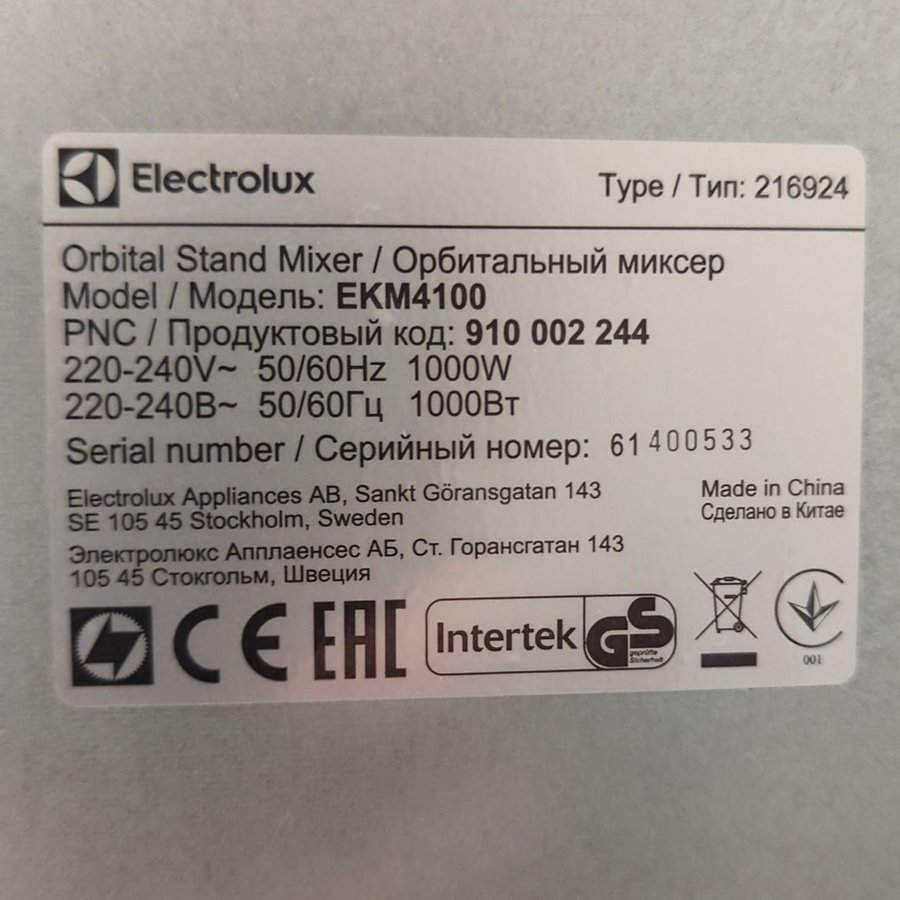 Electrolux
Type / Тип: 216924
Orbital Stand Mixer / Орбитальный миксер
Model / Модель: EKM4100
PNC / Продуктовый код: 910 002 244
220-240V~ 50/60Hz 1000W
220-240В~ 50/60Гц 1000Вт
Serial number / Серийный номер: 61400533
Electrolux Appliances AB, Sankt Göransgatan 143
SE 105 45 Stockholm, Sweden
Made in China
Сделано в Китае
Электролюкс Апплаенсес АБ, Ст. Горансгатан 143
105 45 Стокгольм, Швеция
CE EAC Intertek GS
geprüfte
Sicherheit
001